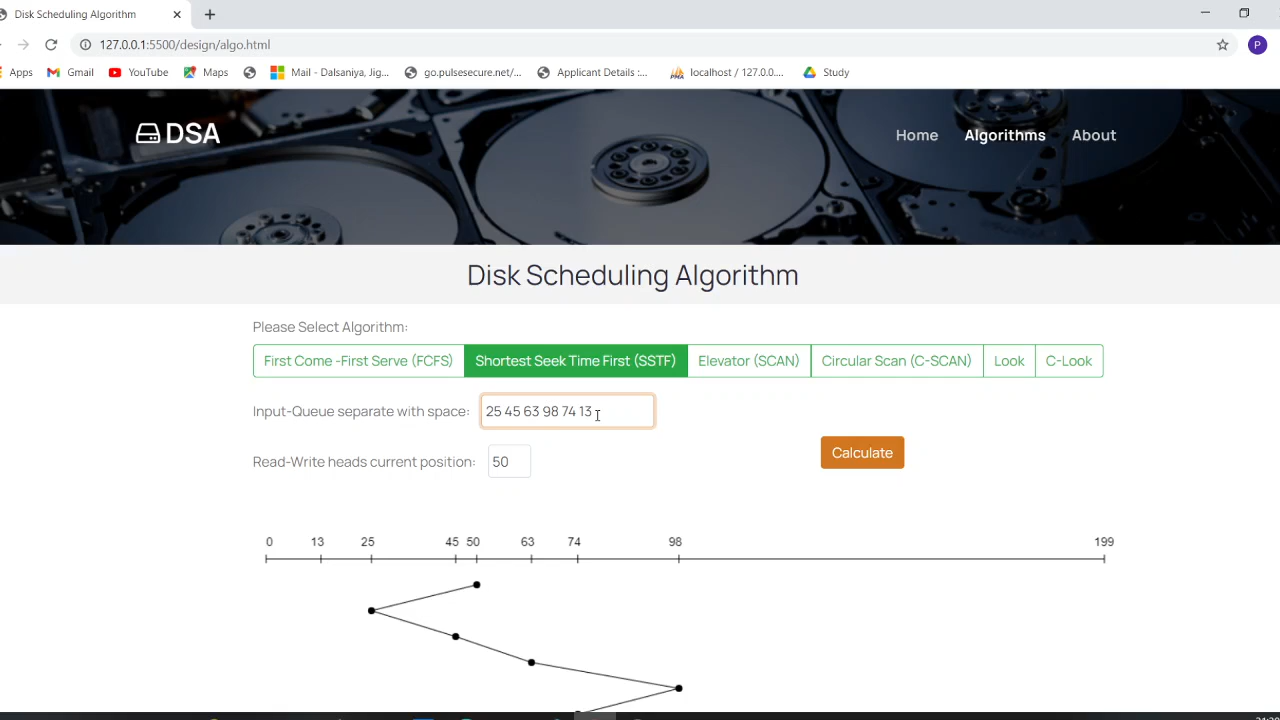 Disk Scheduling Algorithm
127.0.0.1:5500/design/algo.html
P
Apps Gmail YouTube Maps Mail - Dalsaniya, Jig... go.pulsesecure.net/... Applicant Details :... localhost / 127.0.0.... Study
DSA
Home Algorithms About
Disk Scheduling Algorithm
Please Select Algorithm:
First Come -First Serve (FCFS) Shortest Seek Time First (SSTF) Elevator (SCAN) Circular Scan (C-SCAN) Look C-Look
Input-Queue separate with space: 25 45 63 98 74 13
Read-Write heads current position: 50
Calculate
0 13 25 45 50 63 74 98 199